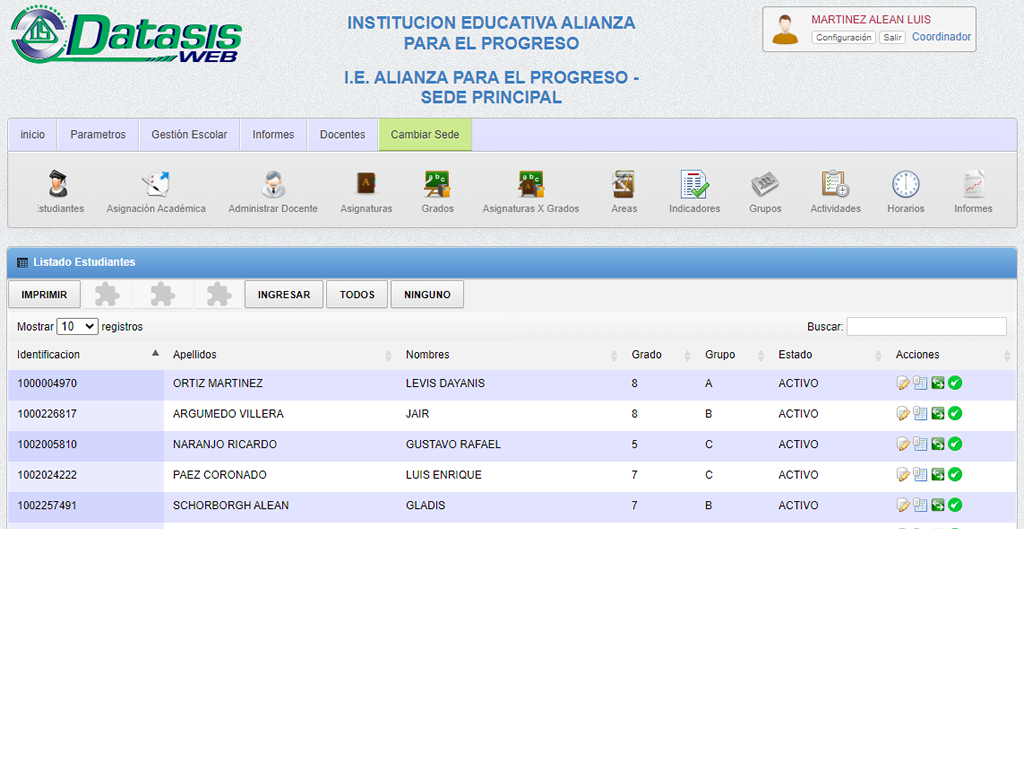 Datasis
WEB
INSTITUCION EDUCATIVA ALIANZA
PARA EL PROGRESO
I.E. ALIANZA PARA EL PROGRESO -
SEDE PRINCIPAL
MARTINEZ ALEAN LUIS
Configuración Salir Coordinador
inicio Parametros Gestión Escolar Informes Docentes Cambiar Sede
Estudiantes Asignación Académica Administrar Docente Asignaturas Grados Asignaturas X Grados Areas Indicadores Grupos Actividades Horarios Informes
Listado Estudiantes
IMPRIMIR INGRESAR TODOS NINGUNO
Mostrar 10 registros Buscar:
Identificacion Apellidos Nombres Grado Grupo Estado Acciones
1000004970 ORTIZ MARTINEZ LEVIS DAYANIS 8 A ACTIVO
1000226817 ARGUMEDO VILLERA JAIR 8 B ACTIVO
1002005810 NARANJO RICARDO GUSTAVO RAFAEL 5 C ACTIVO
1002024222 PAEZ CORONADO LUIS ENRIQUE 7 C ACTIVO
1002257491 SCHORBORGH ALEAN GLADIS 7 B ACTIVO